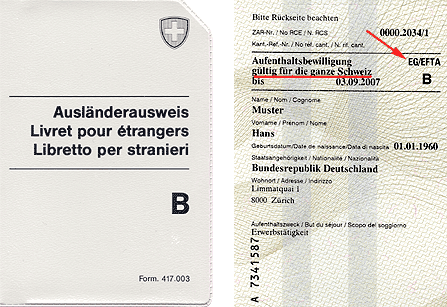 Ausländerausweis
Livret pour étrangers
Libretto per stranieri
B
Form. 417.003
Bitte Rückseite beachten
ZAR-Nr. / No RCE / N. RCS 0000.2034/1
Kant.-Ref.-Nr. / No réf. cant. / N. rif. cant.
Aufenthaltsbewilligung EG/EFTA
gültig für die ganze Schweiz B
bis 03.09.2007
Name / Nom / Cognome
Muster
Vorname / Prénom / Nome
Hans
Geburtsdatum/Date de naissance/Data di nascita 01.01.1960
Staatsangehörigkeit / Nationalité / Nazionalità
Bundesrepublik Deutschland
Wohnort / Adresse / Indirizzo
Limmatquai 1
8000 Zürich
Aufenthaltszweck / But du séjour / Scopo del soggiorno
Erwerbstätigkeit
A 7341587